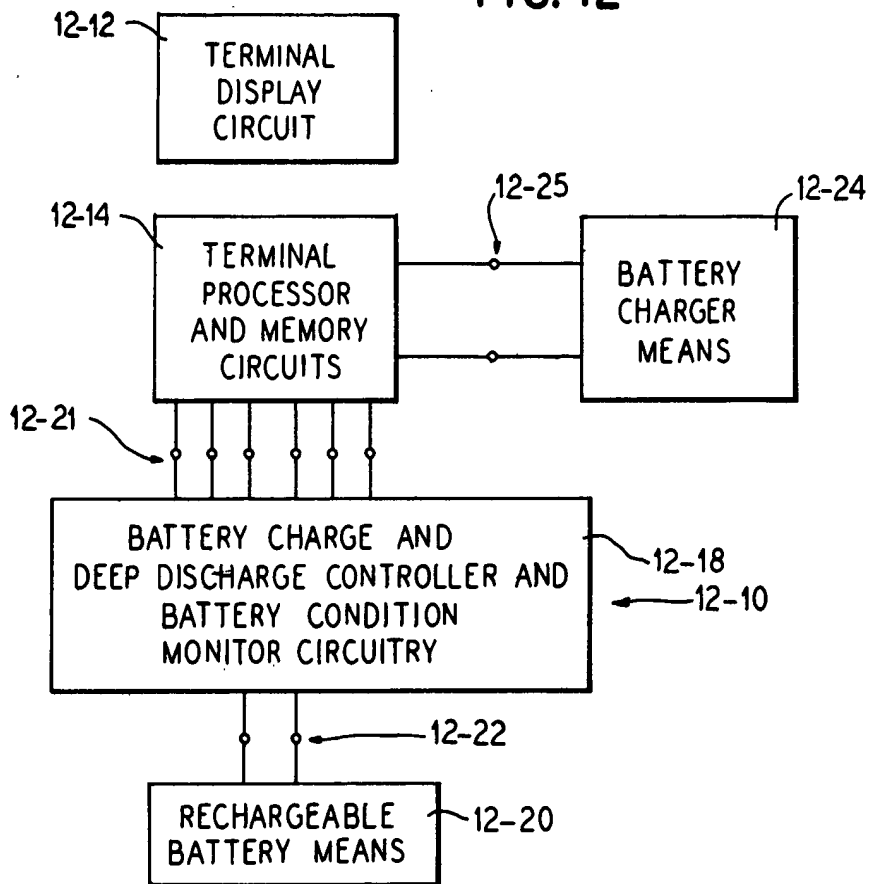 FIG. 12
12-12
TERMINAL
DISPLAY
CIRCUIT
12-14
TERMINAL
PROCESSOR
AND MEMORY
CIRCUITS
12-25
12-24
BATTERY
CHARGER
MEANS
12-21
BATTERY CHARGE AND
DEEP DISCHARGE CONTROLLER AND
BATTERY CONDITION
MONITOR CIRCUITRY
12-18
12-10
12-22
RECHARGEABLE
BATTERY MEANS
12-20